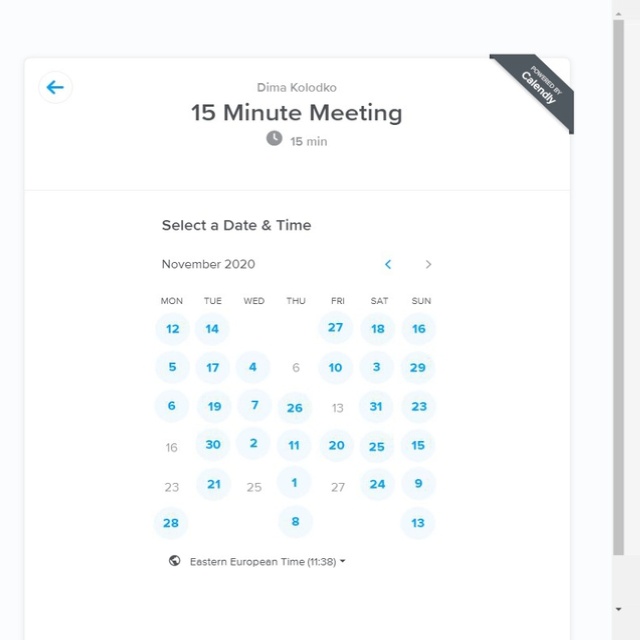 POWERED BY
Calendly
Dima Kolodko
15 Minute Meeting
15 min
Select a Date & Time
November 2020
MON TUE WED THU FRI SAT SUN
12 14 27 18 16
5 17 4 6 10 3 29
6 19 7 26 13 31 23
16 30 2 11 20 25 15
23 21 25 1 27 24 9
28 8 13
Eastern European Time (11:38)